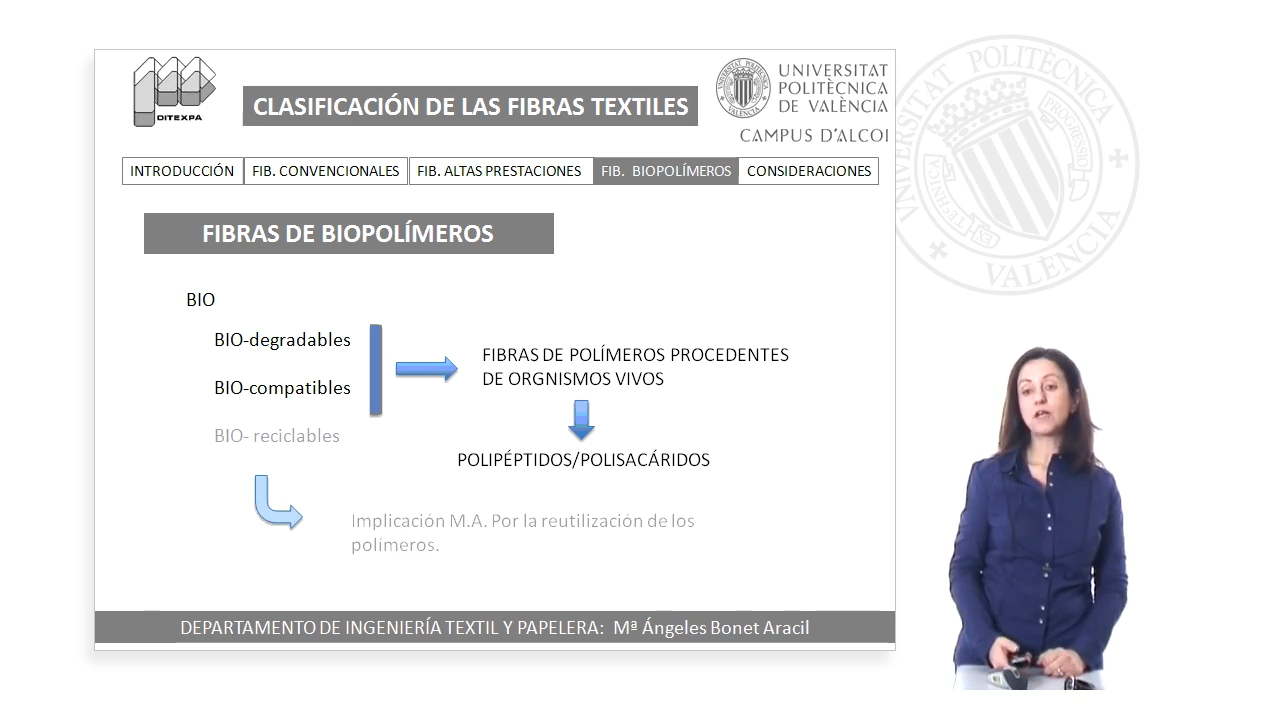 DITEXPA
CLASIFICACIÓN DE LAS FIBRAS TEXTILES
UNIVERSITAT
POLITÈCNICA
DE VALÈNCIA
CAMPUS D'ALCOI
INTRODUCCIÓN
FIB. CONVENCIONALES
FIB. ALTAS PRESTACIONES
FIB. BIOPOLÍMEROS
CONSIDERACIONES
FIBRAS DE BIOPOLÍMEROS
BIO
BIO-degradables
BIO-compatibles
BIO- reciclables
FIBRAS DE POLÍMEROS PROCEDENTES
DE ORGNISMOS VIVOS
POLIPÉPTIDOS/POLISACÁRIDOS
Implicación M.A. Por la reutilización de los
polímeros.
DEPARTAMENTO DE INGENIERÍA TEXTIL Y PAPELERA: Mª Ángeles Bonet Aracil
UNIVERSITAT POLITÈCNICA
VALÈNCIA